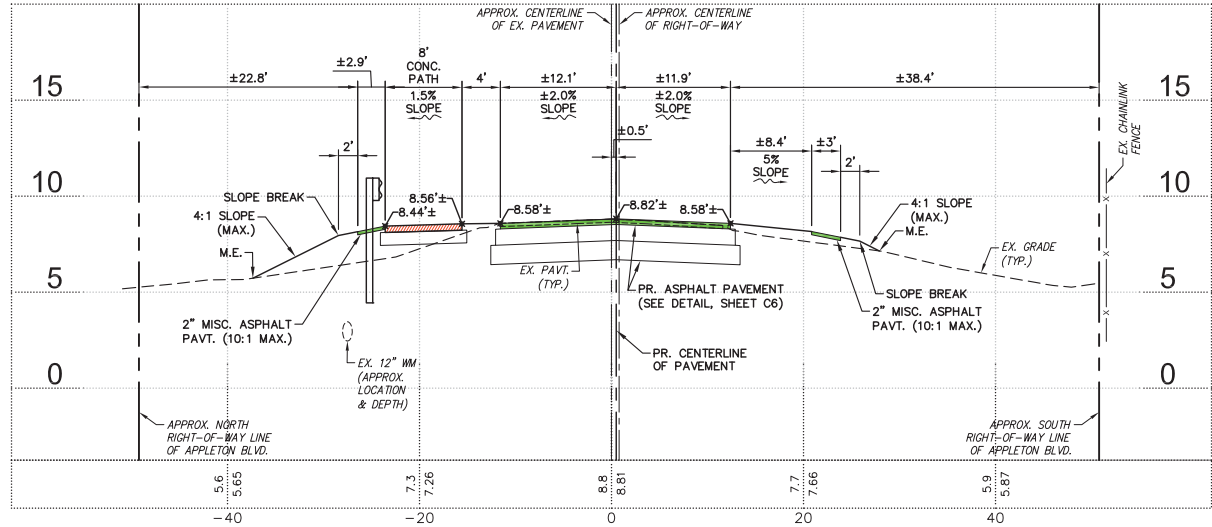 APPROX. CENTERLINE
OF EX. PAVEMENT
APPROX. CENTERLINE
OF RIGHT-OF-WAY
±22.8'
±2.9'
8'
CONC.
PATH
1.5%
SLOPE
4'
±12.1'
±2.0%
SLOPE
±11.9'
±2.0%
SLOPE
±38.4'
15
15
±0.5'
±8.4'
5%
SLOPE
±3'
2'
2'
EX. CHAINLINK
FENCE
10
10
SLOPE BREAK
4:1 SLOPE
(MAX.)
M.E.
8.56'±
8.44'±
8.58'±
8.82'±
8.58'±
4:1 SLOPE
(MAX.)
M.E.
EX. GRADE
(TYP.)
5
5
EX. PAVT.
(TYP.)
PR. ASPHALT PAVEMENT
(SEE DETAIL, SHEET C6)
SLOPE BREAK
2" MISC. ASPHALT
PAVT. (10:1 MAX.)
2" MISC. ASPHALT
PAVT. (10:1 MAX.)
EX. 12" WM
(APPROX.
LOCATION
& DEPTH)
PR. CENTERLINE
OF PAVEMENT
0
0
APPROX. NORTH
RIGHT-OF-WAY LINE
OF APPLETON BLVD.
APPROX. SOUTH
RIGHT-OF-WAY LINE
OF APPLETON BLVD.
X
X
X
5.6
5.65
7.3
7.26
8.8
8.81
7.7
7.66
5.9
5.87
-40
-20
0
20
40